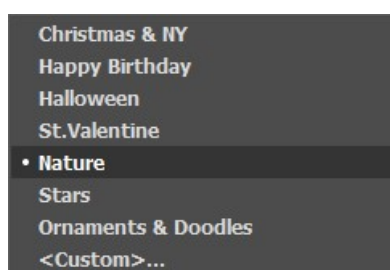 Christmas & NY
Happy Birthday
Halloween
St.Valentine
• Nature
Stars
Ornaments & Doodles
<Custom>...